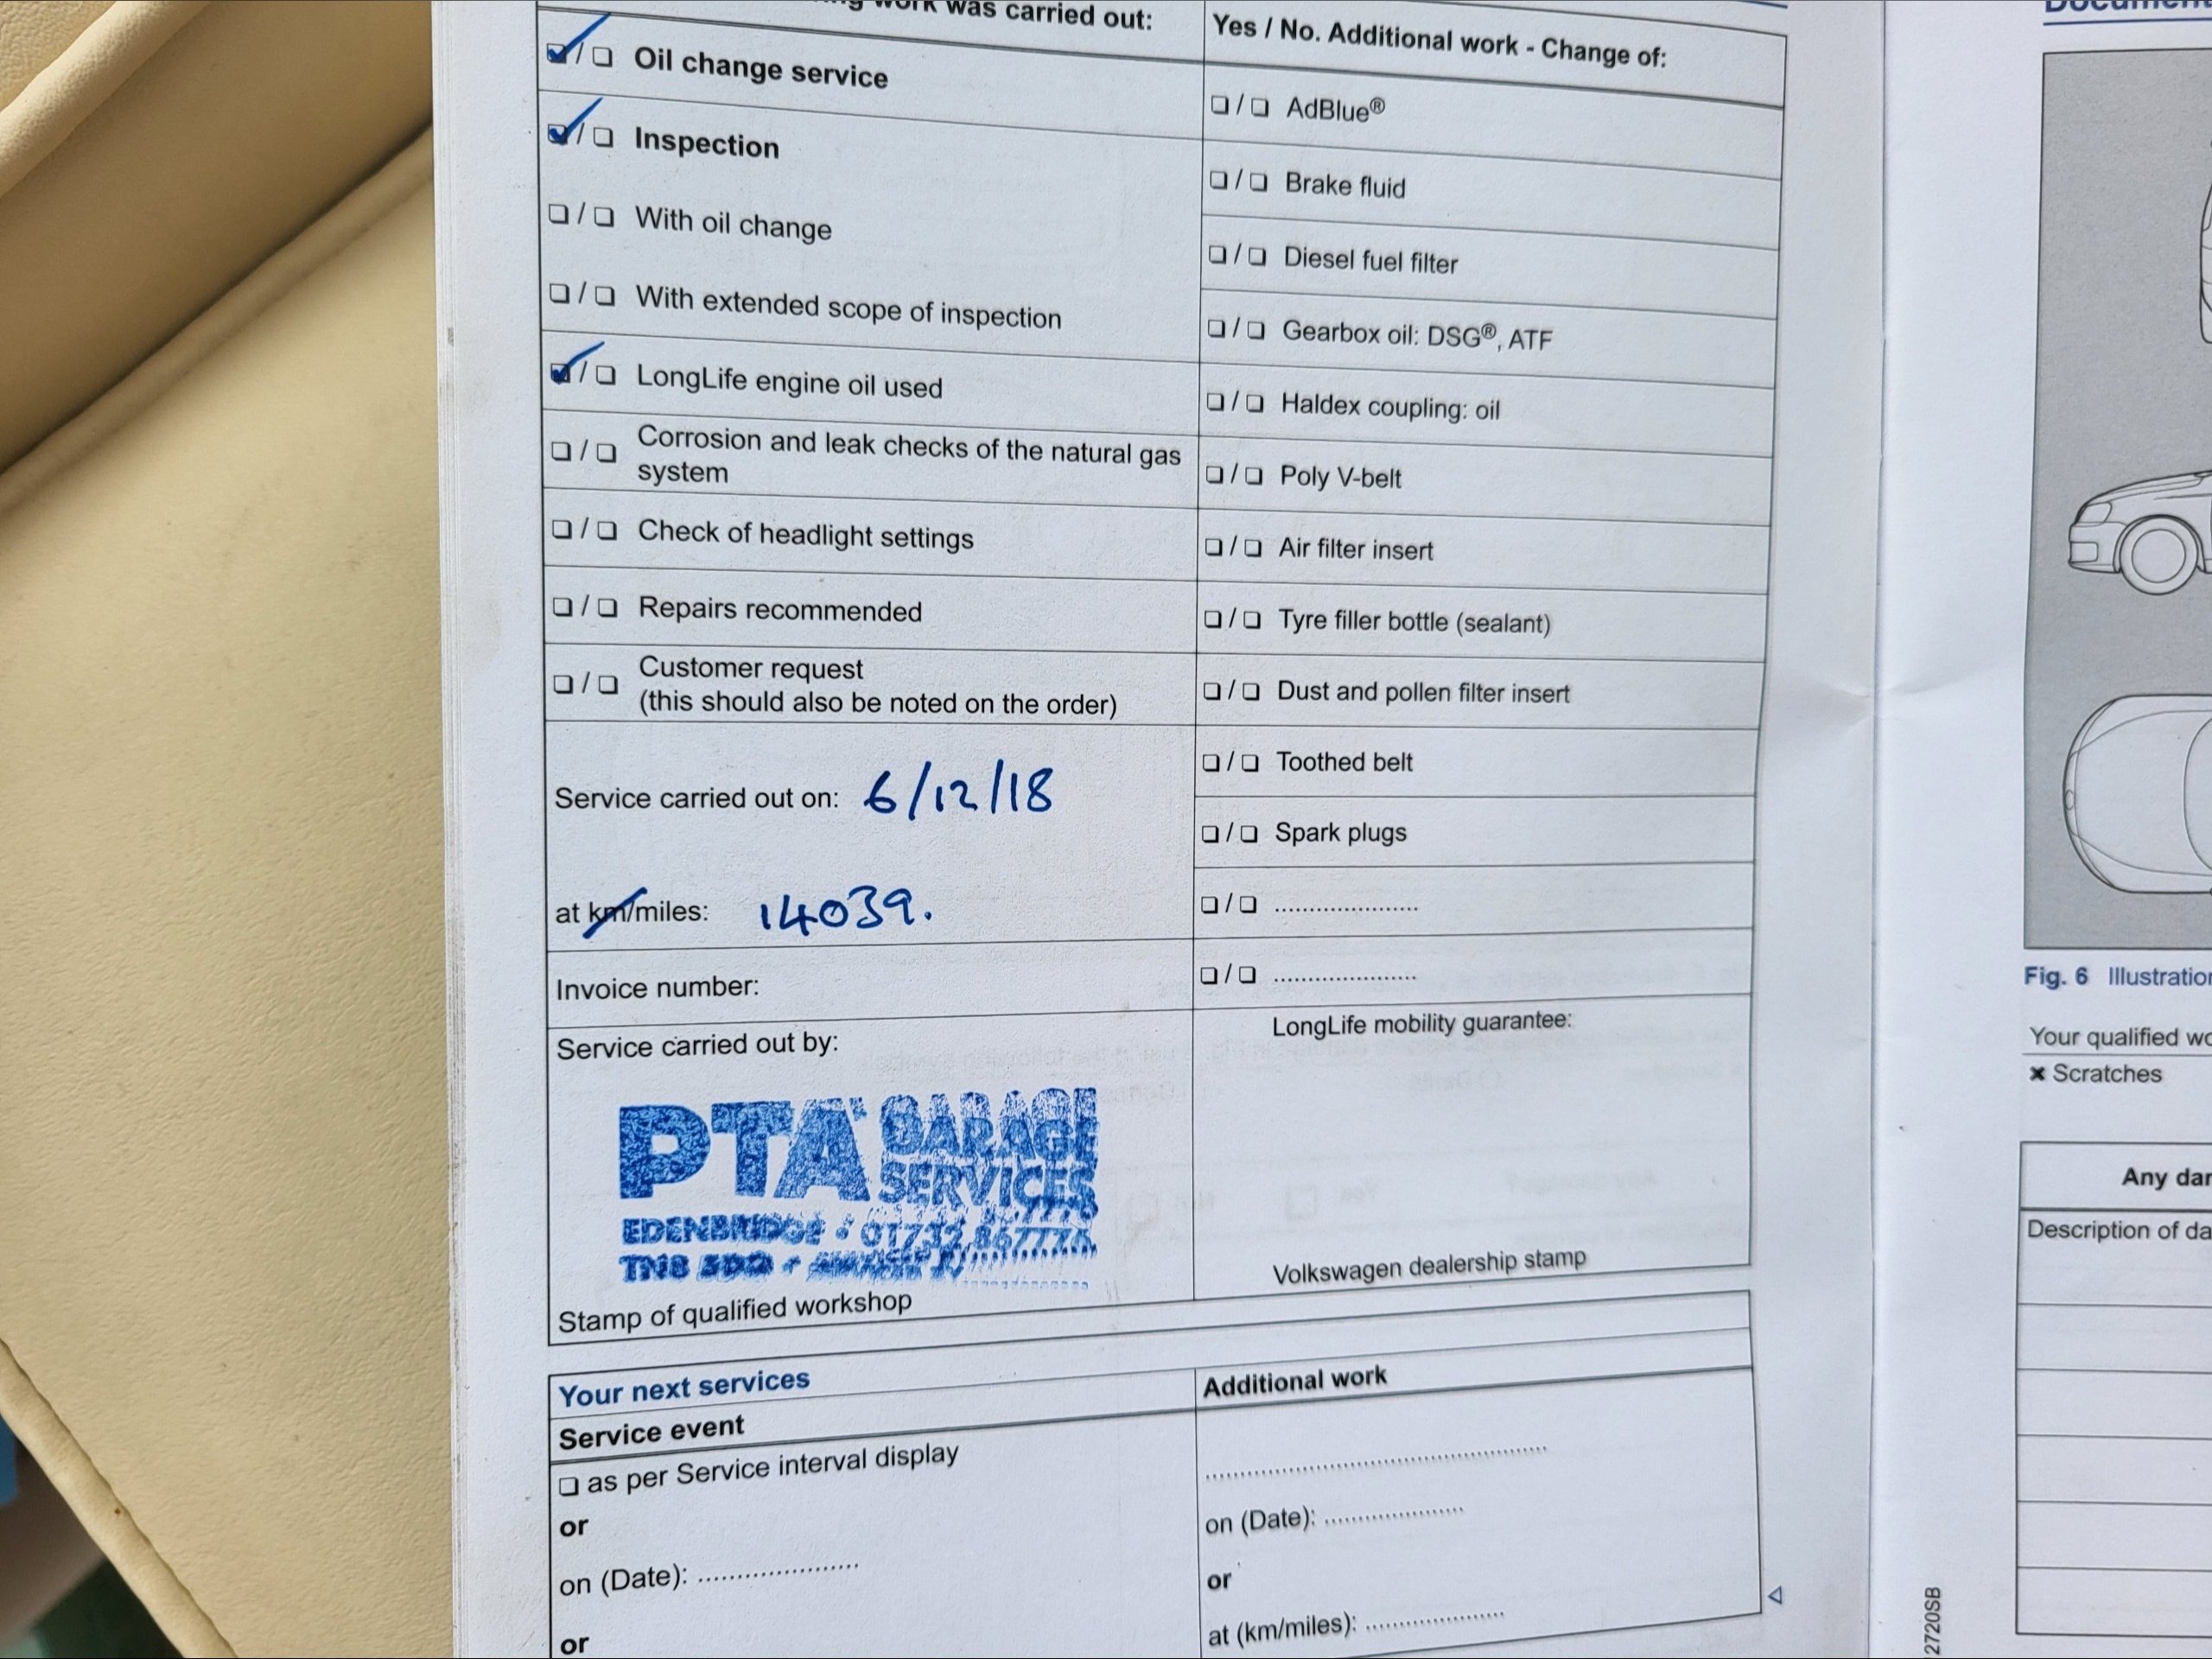 work was carried out:
☑/☐ Oil change service
☑/☐ Inspection
☐/☐ With oil change
☐/☐ With extended scope of inspection
☑/☐ LongLife engine oil used
☐/☐ Corrosion and leak checks of the natural gas
system
☐/☐ Check of headlight settings
☐/☐ Repairs recommended
☐/☐ Customer request
(this should also be noted on the order)
Service carried out on: 6/12/18
at km/miles: 14039.
Invoice number:
Service carried out by:
PTA GARAGE
SERVICES
EDENBRIDGE 01732 867776
TN8
Stamp of qualified workshop
Yes / No. Additional work - Change of:
☐/☐ AdBlue®
☐/☐ Brake fluid
☐/☐ Diesel fuel filter
☐/☐ Gearbox oil: DSG®, ATF
☐/☐ Haldex coupling: oil
☐/☐ Poly V-belt
☐/☐ Air filter insert
☐/☐ Tyre filler bottle (sealant)
☐/☐ Dust and pollen filter insert
☐/☐ Toothed belt
☐/☐ Spark plugs
☐/☐ ......................
☐/☐ ......................
LongLife mobility guarantee:
Volkswagen dealership stamp
Your next services
Service event
☐ as per Service interval display
or
on (Date): ......................
or
Additional work
......................
on (Date): ......................
or
at (km/miles): ......................
Fig. 6 Illustration
Your qualified wo
✖ Scratches
Any dam
Description of da
2720SB